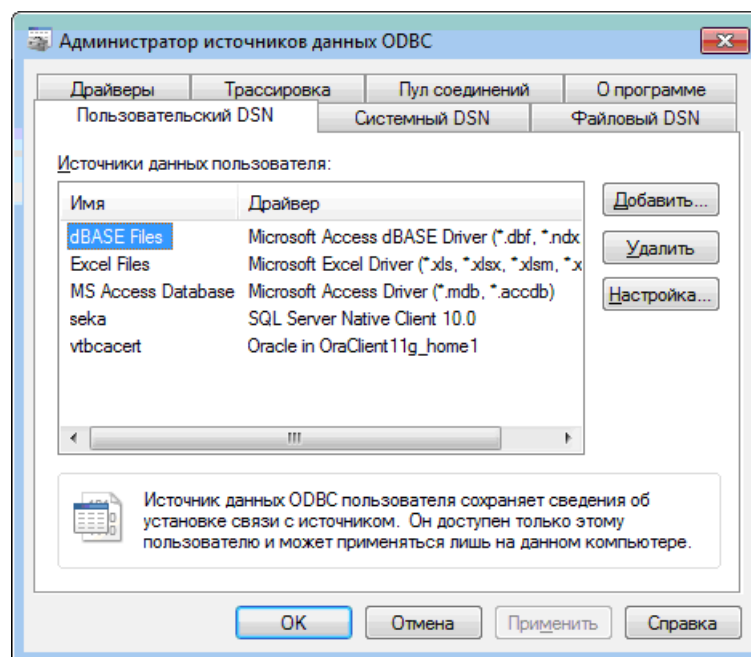 Администратор источников данных ODBC
Драйверы Трассировка Пул соединений О программе
Пользовательский DSN Системный DSN Файловый DSN
Источники данных пользователя:
Имя Драйвер
dBASE Files Microsoft Access dBASE Driver (*.dbf, *.ndx
Excel Files Microsoft Excel Driver (*.xls, *.xlsx, *.xlsm, *.x
MS Access Database Microsoft Access Driver (*.mdb, *.accdb)
seka SQL Server Native Client 10.0
vtbcacert Oracle in OraClient11g_home1
Добавить...
Удалить
Настройка...
Источник данных ODBC пользователя сохраняет сведения об
установке связи с источником. Он доступен только этому
пользователю и может применяться лишь на данном компьютере.
OK Отмена Применить Справка